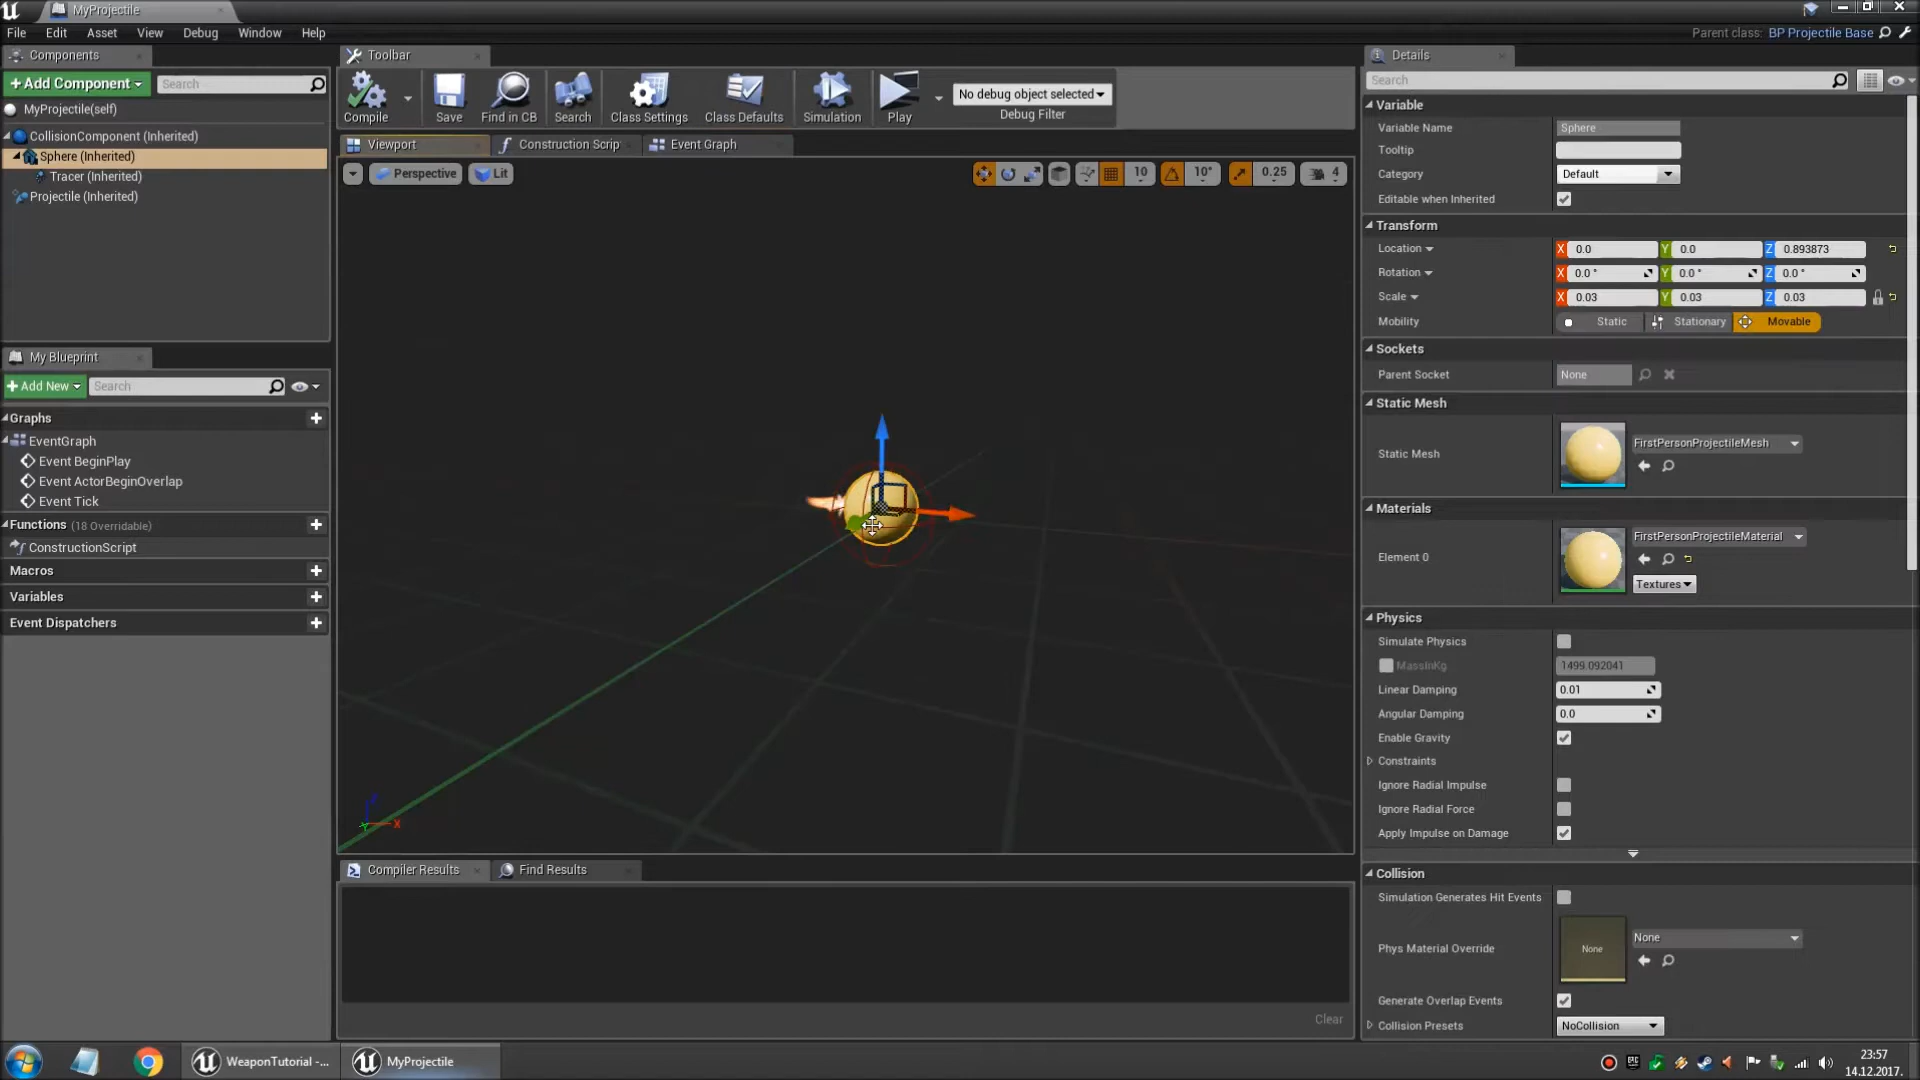 MyProjectile
File Edit Asset View Debug Window Help
Parent class: BP Projectile Base
Components
Toolbar
Details
+ Add Component
Search
Compile
Save
Find in CB
Search
Class Settings
Class Defaults
Simulation
Play
No debug object selected
Debug Filter
Search
MyProjectile(self)
CollisionComponent (Inherited)
Sphere (Inherited)
Tracer (Inherited)
Projectile (Inherited)
Viewport
Construction Scrip
Event Graph
Perspective
Lit
10
10°
0.25
4
X
My Blueprint
+ Add New
Search
Graphs
EventGraph
Event BeginPlay
Event ActorBeginOverlap
Event Tick
Functions (18 Overridable)
ConstructionScript
Macros
Variables
Event Dispatchers
Variable
Variable Name Sphere
Tooltip
Category Default
Editable when Inherited
Transform
Location X 0.0 Y 0.0 Z 0.893873
Rotation X 0.0 ° Y 0.0 ° Z 0.0 °
Scale X 0.03 Y 0.03 Z 0.03
Mobility Static Stationary Movable
Sockets
Parent Socket None
Static Mesh
Static Mesh FirstPersonProjectileMesh
Materials
Element 0 FirstPersonProjectileMaterial
Textures
Physics
Simulate Physics
MassInKg 1499.092041
Linear Damping 0.01
Angular Damping 0.0
Enable Gravity
Constraints
Ignore Radial Impulse
Ignore Radial Force
Apply Impulse on Damage
Collision
Simulation Generates Hit Events
Phys Material Override None None
Generate Overlap Events
Collision Presets NoCollision
Compiler Results
Find Results
Clear
WeaponTutorial -...
MyProjectile
23:57
14.12.2017.